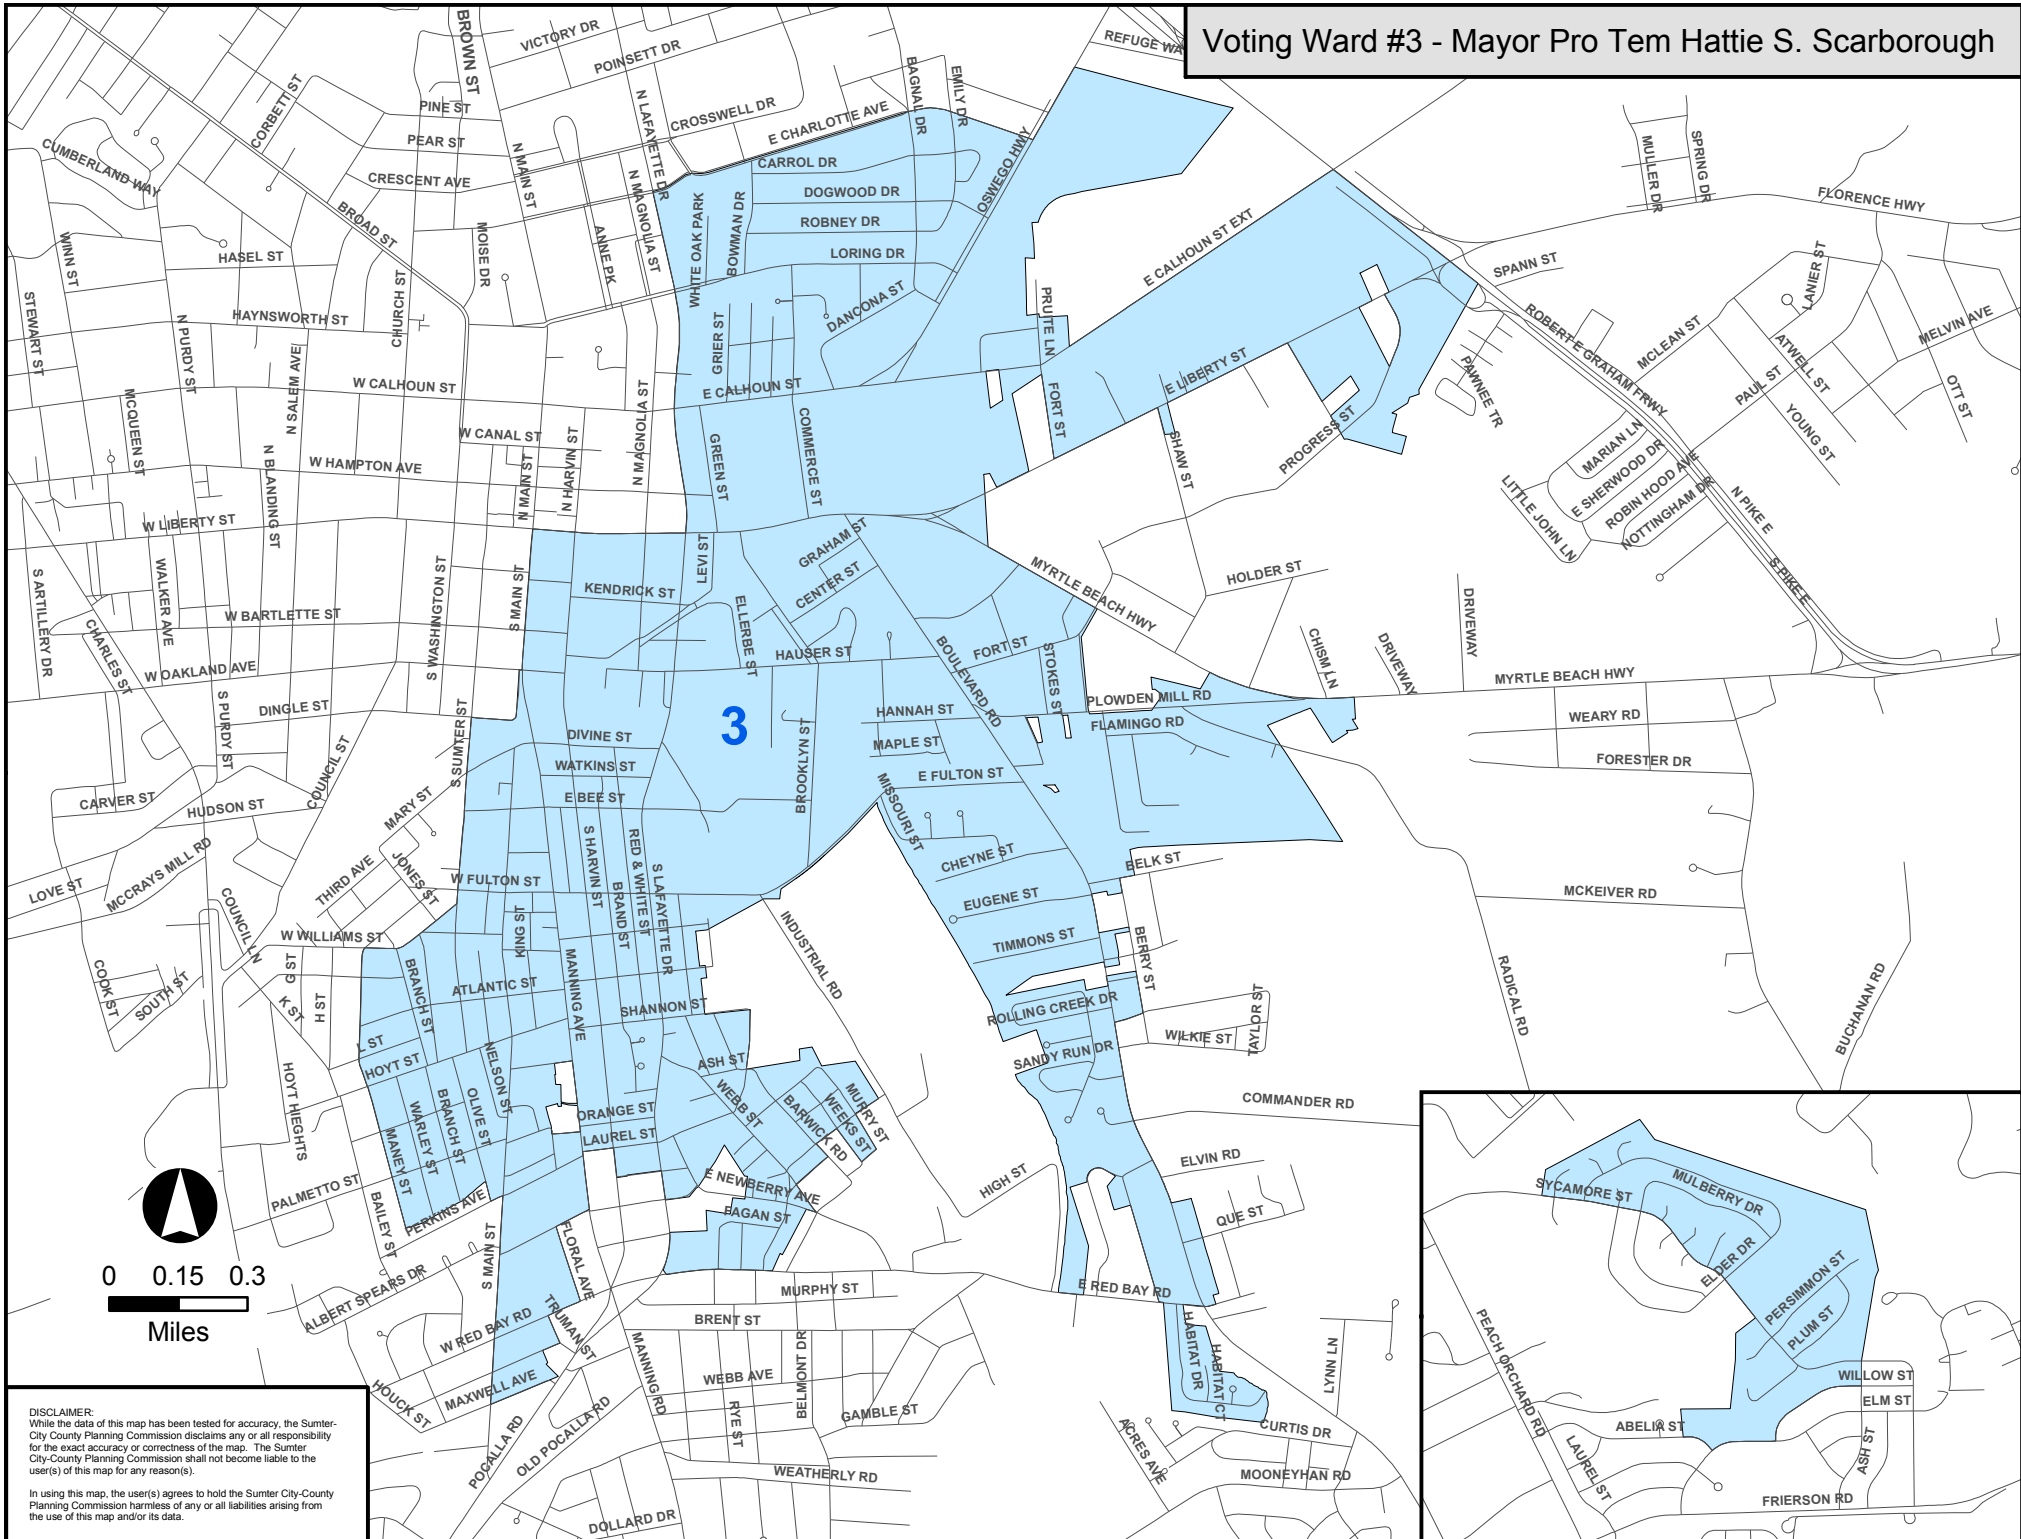 Voting Ward #3 - Mayor Pro Tem Hattie S. Scarborough
BROWN ST
VICTORY DR
POINSETT DR
REFUGE WA
BAGNAL DR
EMILY DR
CORBETT ST
PINE ST
N LAFAYETTE DR
CROSSWELL DR
E CHARLOTTE AVE
PEAR ST
CUMBERLAND WAY
CRESCENT AVE
N MAIN ST
N MAGNOLIA ST
CARROL DR
DOGWOOD DR
OSWEGO HWY
MULLER DR
SPRING DR
FLORENCE HWY
BROAD ST
WHITE OAK PARK
BOWMAN DR
ROBNEY DR
WINN ST
HASEL ST
MOISE DR
ANNE PK
LORING DR
E CALHOUN ST EXT
SPANN ST
LANIER ST
STEWART ST
N PURDY ST
HAYNSWORTH ST
CHURCH ST
GRIER ST
DANCONA ST
PRUITE LN
ROBERT E GRAHAM FRWY
MCLEAN ST
ATWELL ST
MELVIN AVE
N SALEM AVE
W CALHOUN ST
N MAGNOLIA ST
E CALHOUN ST
E LIBERTY ST
PAWNEE TR
PAUL ST
OTT ST
MCQUEEN ST
W CANAL ST
COMMERCE ST
FORT ST
YOUNG ST
N BLANDING ST
W HAMPTON AVE
N MAIN ST
N HARVIN ST
GREEN ST
SHAW ST
PROGRESS ST
MARIAN LN
E SHERWOOD DR
ROBIN HOOD AVE
NOTTINGHAM DR
LITTLE JOHN LN
N PIKE E
W LIBERTY ST
LEVI ST
GRAHAM ST
S ARTILLERY DR
WALKER AVE
S WASHINGTON ST
S MAIN ST
KENDRICK ST
CENTER ST
MYRTLE BEACH HWY
HOLDER ST
S PIKE E
W BARTLETTE ST
ELLERBE ST
DRIVEWAY
CHARLES ST
HAUSER ST
BOULEVARD RD
FORT ST
STOKES ST
CHISM LN
DRIVEWAY
W OAKLAND AVE
MYRTLE BEACH HWY
S PURDY ST
DINGLE ST
S SUMTER ST
DIVINE ST
3
BROOKLYN ST
HANNAH ST
PLOWDEN MILL RD
FLAMINGO RD
WEARY RD
MAPLE ST
WATKINS ST
E FULTON ST
FORESTER DR
COUNCIL ST
CARVER ST
HUDSON ST
MARY ST
E BEE ST
MISSOURI ST
S HARVIN ST
RED & WHITE ST
BRAND ST
S LAFAYETTE DR
CHEYNE ST
BELK ST
MCCRAYS MILL RD
LOVE ST
THIRD AVE
JONES ST
W FULTON ST
EUGENE ST
MCKEIVER RD
COUNCIL LN
W WILLIAMS ST
KING ST
INDUSTRIAL RD
TIMMONS ST
BERRY ST
COOK ST
SOUTH ST
G ST
K ST
H ST
BRANCH ST
ATLANTIC ST
MANNING AVE
SHANNON ST
ROLLING CREEK DR
TAYLOR ST
RADICAL RD
BUCHANAN RD
L ST
WILKIE ST
HOYT ST
NELSON ST
ASH ST
SANDY RUN DR
HOYT HIEGHTS
MANEY ST
WARLEY ST
BRANCH ST
OLIVE ST
ORANGE ST
LAUREL ST
WEBB ST
BARWICK RD
WEEKS ST
MURRY ST
COMMANDER RD
ELVIN RD
PALMETTO ST
BAILEY ST
PERKINS AVE
E NEWBERRY AVE
FAGAN ST
HIGH ST
QUE ST
SYCAMORE ST
MULBERRY DR
ELDER DR
0 0.15 0.3
Miles
ALBERT SPEARS DR
S MAIN ST
FLORAL AVE
MURPHY ST
E RED BAY RD
PERSIMMON ST
PLUM ST
PEACH ORCHARD RD
W RED BAY RD
TRUMAN ST
MANNING RD
BRENT ST
HABITAT DR
HABITAT CT
LYNN LN
HOUCK ST
MAXWELL AVE
WEBB AVE
BELMONT DR
RYE ST
GAMBLE ST
WILLOW ST
ELM ST
POCALLA RD
OLD POCALLA RD
ACRES AVE
CURTIS DR
ABELIA ST
LAUREL ST
ASH ST
WEATHERLY RD
MOONEYHAN RD
FRIERSON RD
DOLLARD DR
DISCLAIMER:
While the data of this map has been tested for accuracy, the Sumter-
City County Planning Commission disclaims any or all responsibility
for the exact accuracy or correctness of the map. The Sumter
City-County Planning Commission shall not become liable to the
user(s) of this map for any reason(s).
In using this map, the user(s) agrees to hold the Sumter City-County
Planning Commission harmless of any or all liabilities arising from
the use of this map and/or its data.